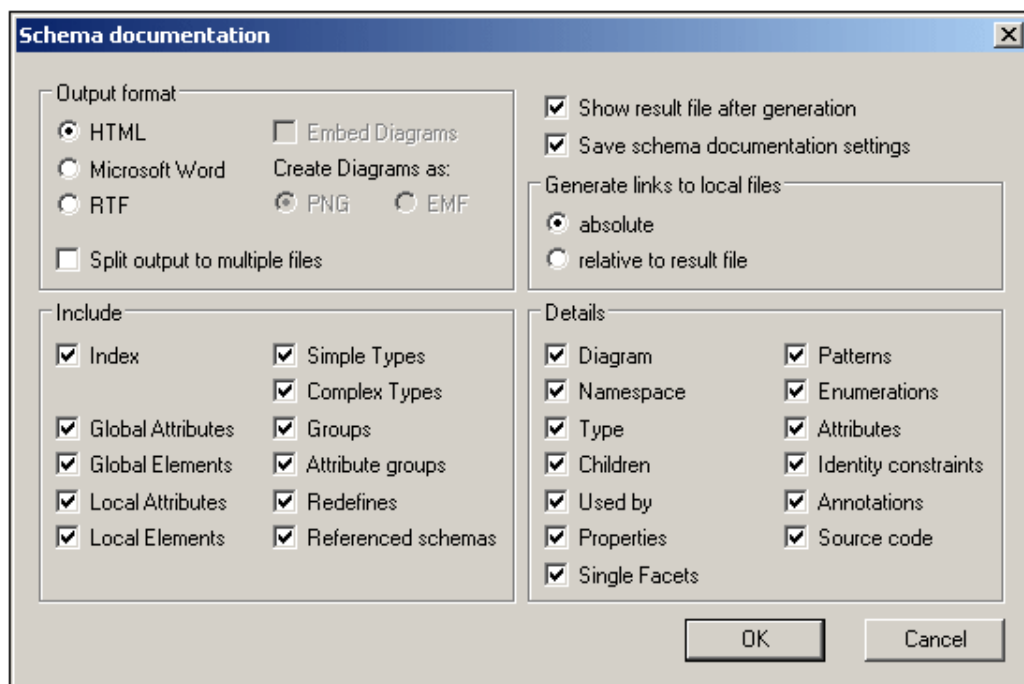 Schema documentation
Output format
HTML
Embed Diagrams
Microsoft Word
Create Diagrams as:
RTF
PNG
EMF
Split output to multiple files
Show result file after generation
Save schema documentation settings
Generate links to local files
absolute
relative to result file
Include
Index
Simple Types
Complex Types
Global Attributes
Groups
Global Elements
Attribute groups
Local Attributes
Redefines
Local Elements
Referenced schemas
Details
Diagram
Patterns
Namespace
Enumerations
Type
Attributes
Children
Identity constraints
Used by
Annotations
Properties
Source code
Single Facets
OK
Cancel